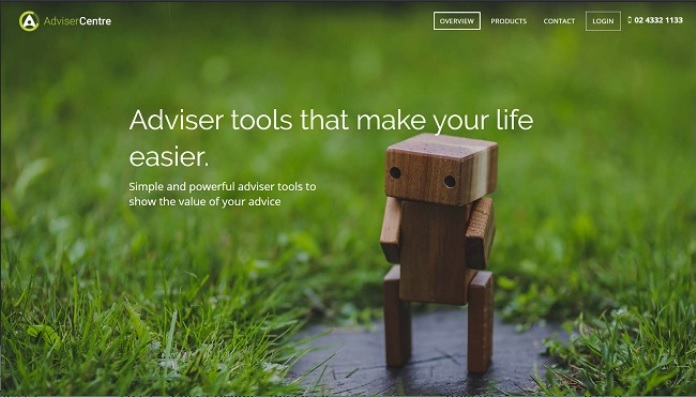 AdviserCentre
OVERVIEW
PRODUCTS
CONTACT
LOGIN
02 4332 1133
Adviser tools that make your life
easier.
Simple and powerful adviser tools to
show the value of your advice